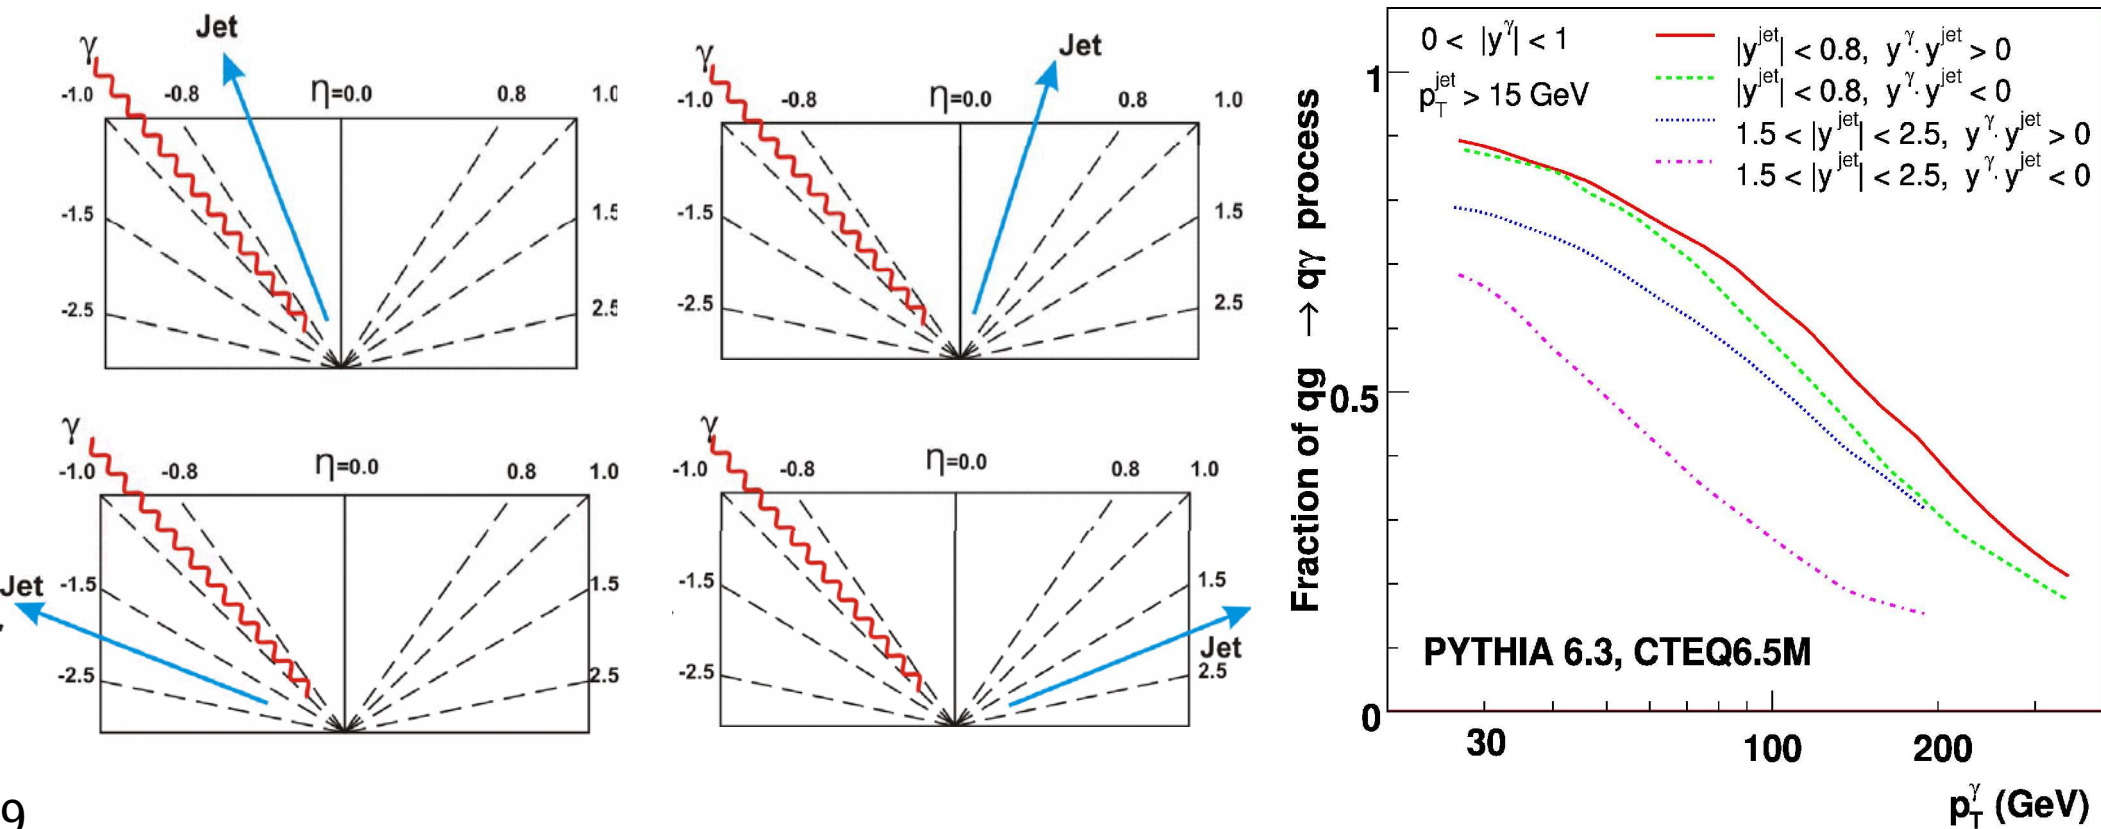 Jet
γ
-1.0 -0.8 η=0.0 0.8 1.0
-1.5 1.5
-2.5 2.5
Jet
γ
-1.0 -0.8 η=0.0 0.8 1.0
-1.5 1.5
-2.5 2.5
γ
-1.0 -0.8 η=0.0 0.8 1.0
Jet -1.5 1.5
-2.5 2.5
γ
-1.0 -0.8 η=0.0 0.8 1.0
-1.5 1.5
Jet
-2.5 2.5
9
0 < |y^γ| < 1
p_T^jet > 15 GeV
|y^jet| < 0.8, y^γ· y^jet > 0
|y^jet| < 0.8, y^γ· y^jet < 0
1.5 < |y^jet| < 2.5, y^γ· y^jet > 0
1.5 < |y^jet| < 2.5, y^γ· y^jet < 0
Fraction of qg → qγ process
1
0.5
0
PYTHIA 6.3, CTEQ6.5M
30 100 200
p_T^γ (GeV)